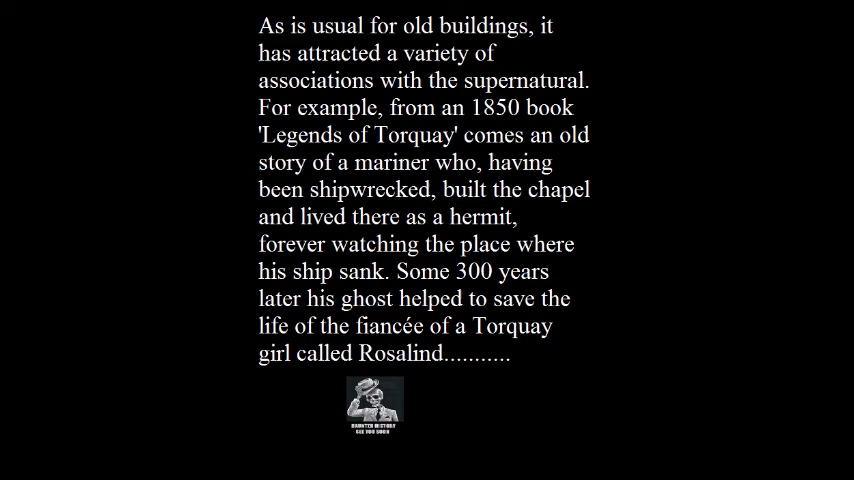 As is usual for old buildings, it
has attracted a variety of
associations with the supernatural.
For example, from an 1850 book
'Legends of Torquay' comes an old
story of a mariner who, having
been shipwrecked, built the chapel
and lived there as a hermit,
forever watching the place where
his ship sank. Some 300 years
later his ghost helped to save the
life of the fiancée of a Torquay
girl called Rosalind...........
HAUNTED HISTORY
SEE YOU SOON